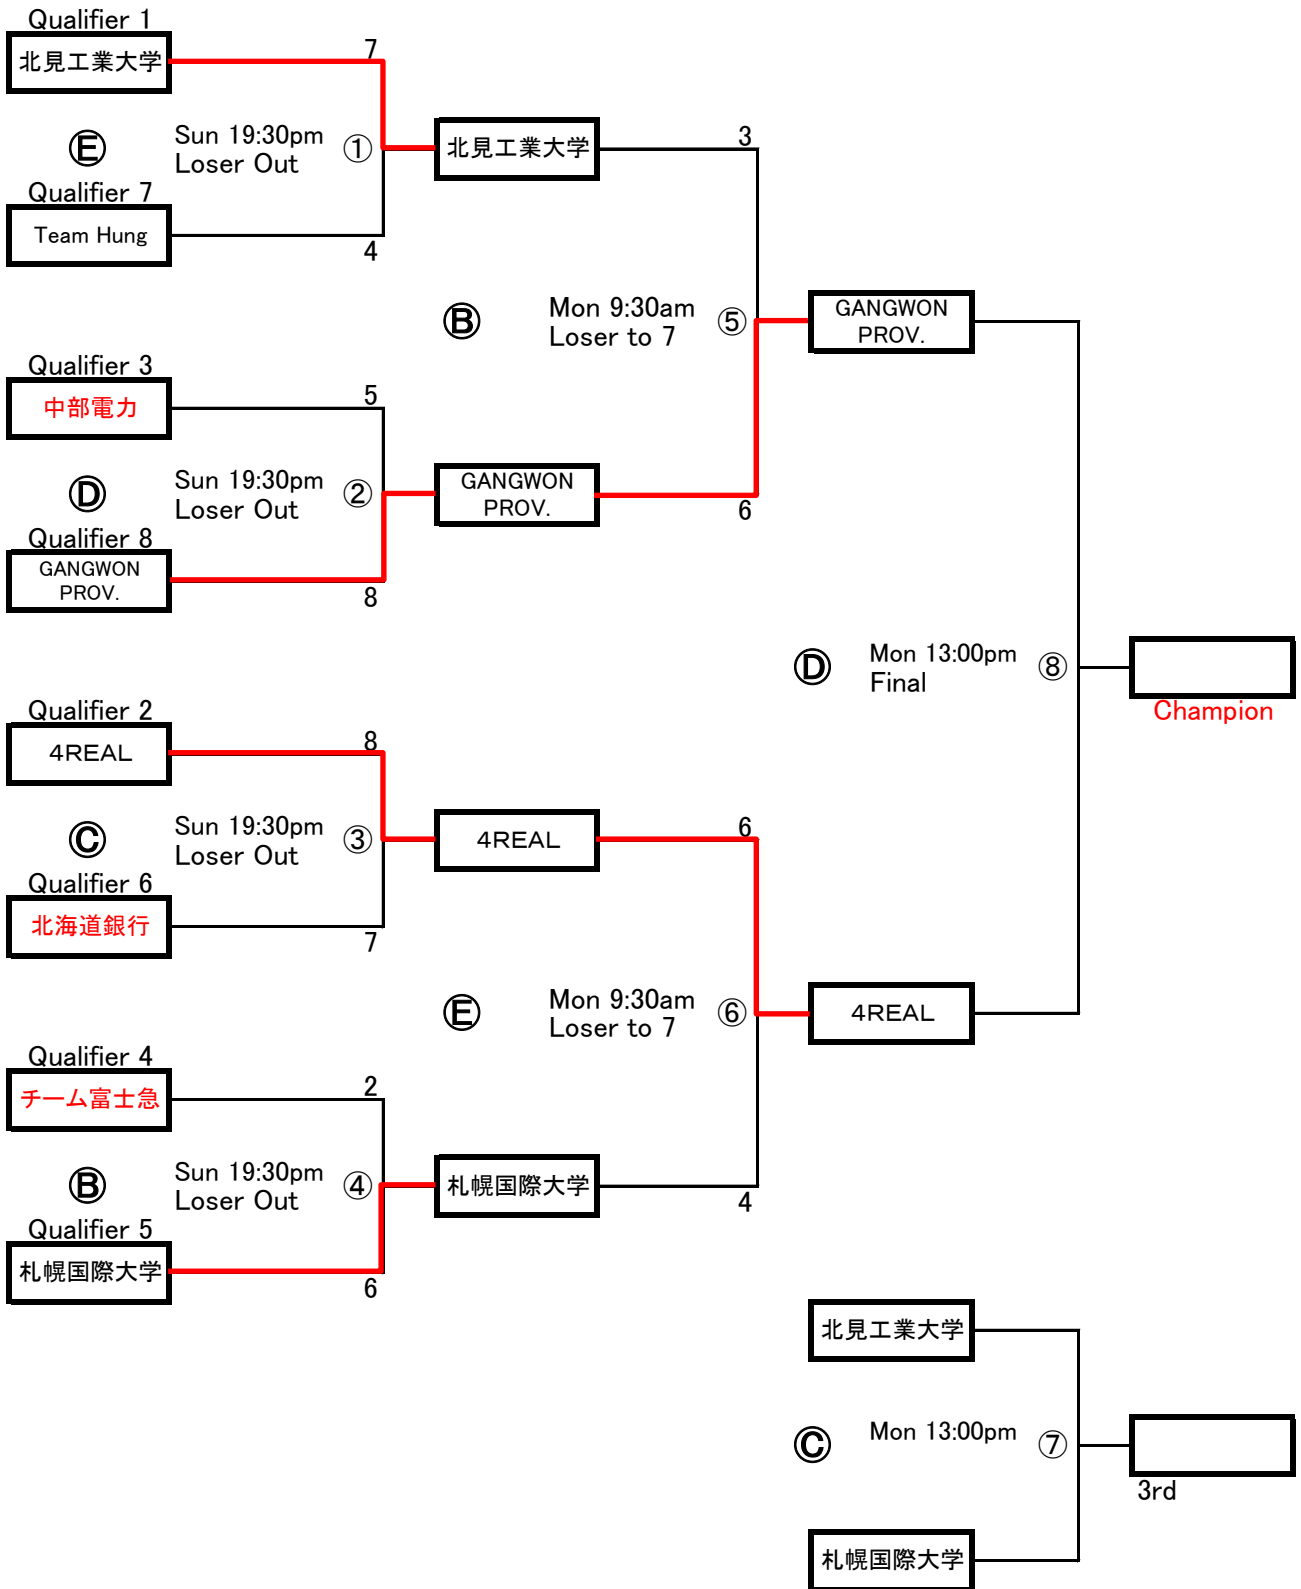 Qualifier 1
北見工業大学
7
Ⓔ
Sun 19:30pm
Loser Out
①
Qualifier 7
Team Hung
4
北見工業大学
3
Ⓑ
Mon 9:30am
Loser to 7
⑤
GANGWON
PROV.
Qualifier 3
中部電力
5
Ⓓ
Sun 19:30pm
Loser Out
②
Qualifier 8
GANGWON
PROV.
8
GANGWON
PROV.
6
Ⓓ
Mon 13:00pm
Final
⑧
Champion
Qualifier 2
4REAL
8
Ⓒ
Sun 19:30pm
Loser Out
③
Qualifier 6
北海道銀行
7
4REAL
6
Ⓔ
Mon 9:30am
Loser to 7
⑥
4REAL
Qualifier 4
チーム富士急
2
Ⓑ
Sun 19:30pm
Loser Out
④
Qualifier 5
札幌国際大学
6
札幌国際大学
4
北見工業大学
Ⓒ
Mon 13:00pm
⑦
3rd
札幌国際大学